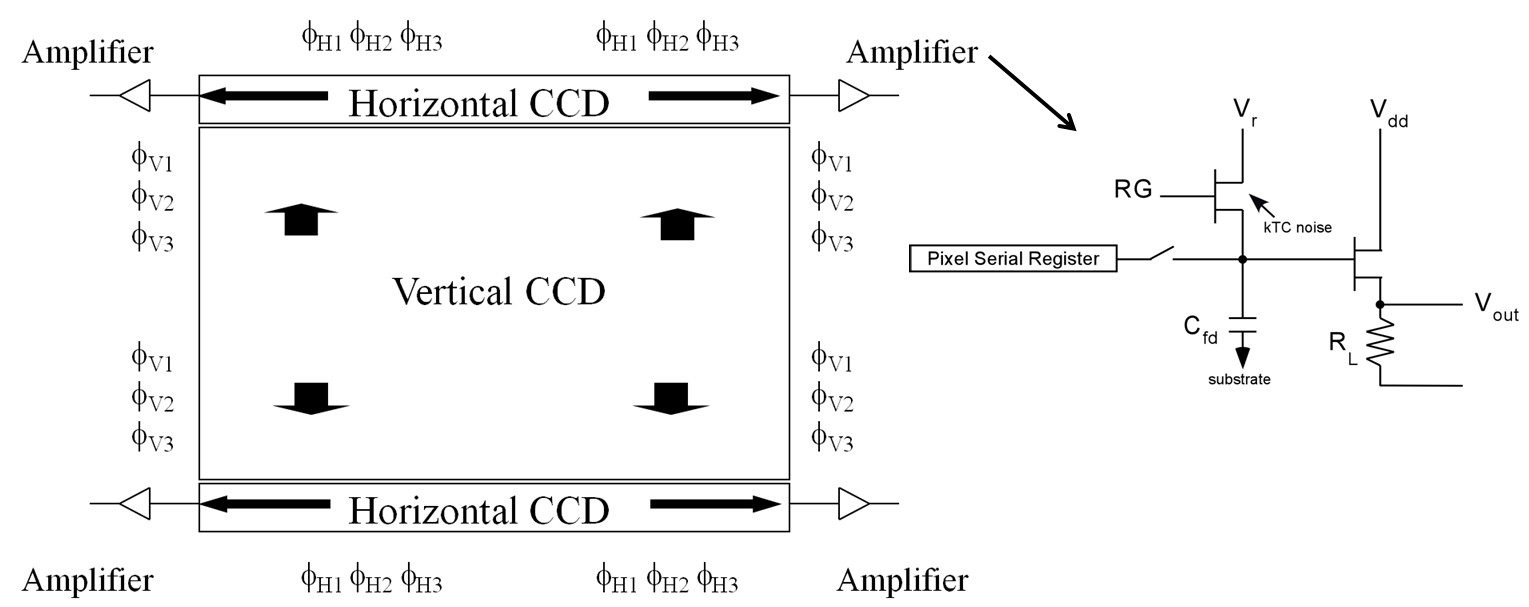 ϕH1 ϕH2 ϕH3 ϕH1 ϕH2 ϕH3
Amplifier Amplifier
Horizontal CCD
ϕV1 ϕV1
ϕV2 ϕV2
ϕV3 ϕV3
Vertical CCD
ϕV1 ϕV1
ϕV2 ϕV2
ϕV3 ϕV3
Horizontal CCD
Amplifier ϕH1 ϕH2 ϕH3 ϕH1 ϕH2 ϕH3 Amplifier
Vr Vdd
RG
kTC noise
Pixel Serial Register
Vout
Cfd
RL
substrate